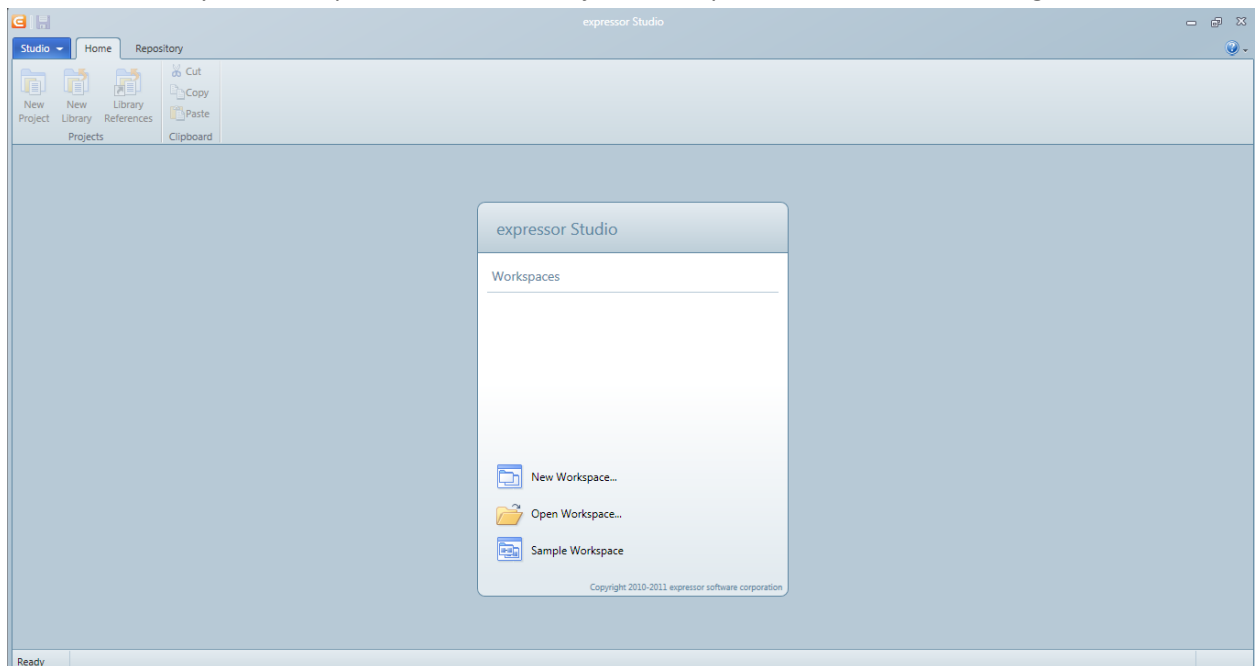 expressor Studio
Studio Home Repository
Cut
Copy
Paste
New Project
New Library
Library References
Projects Clipboard
expressor Studio
Workspaces
New Workspace...
Open Workspace...
Sample Workspace
Copyright 2010-2011 expressor software corporation
Ready